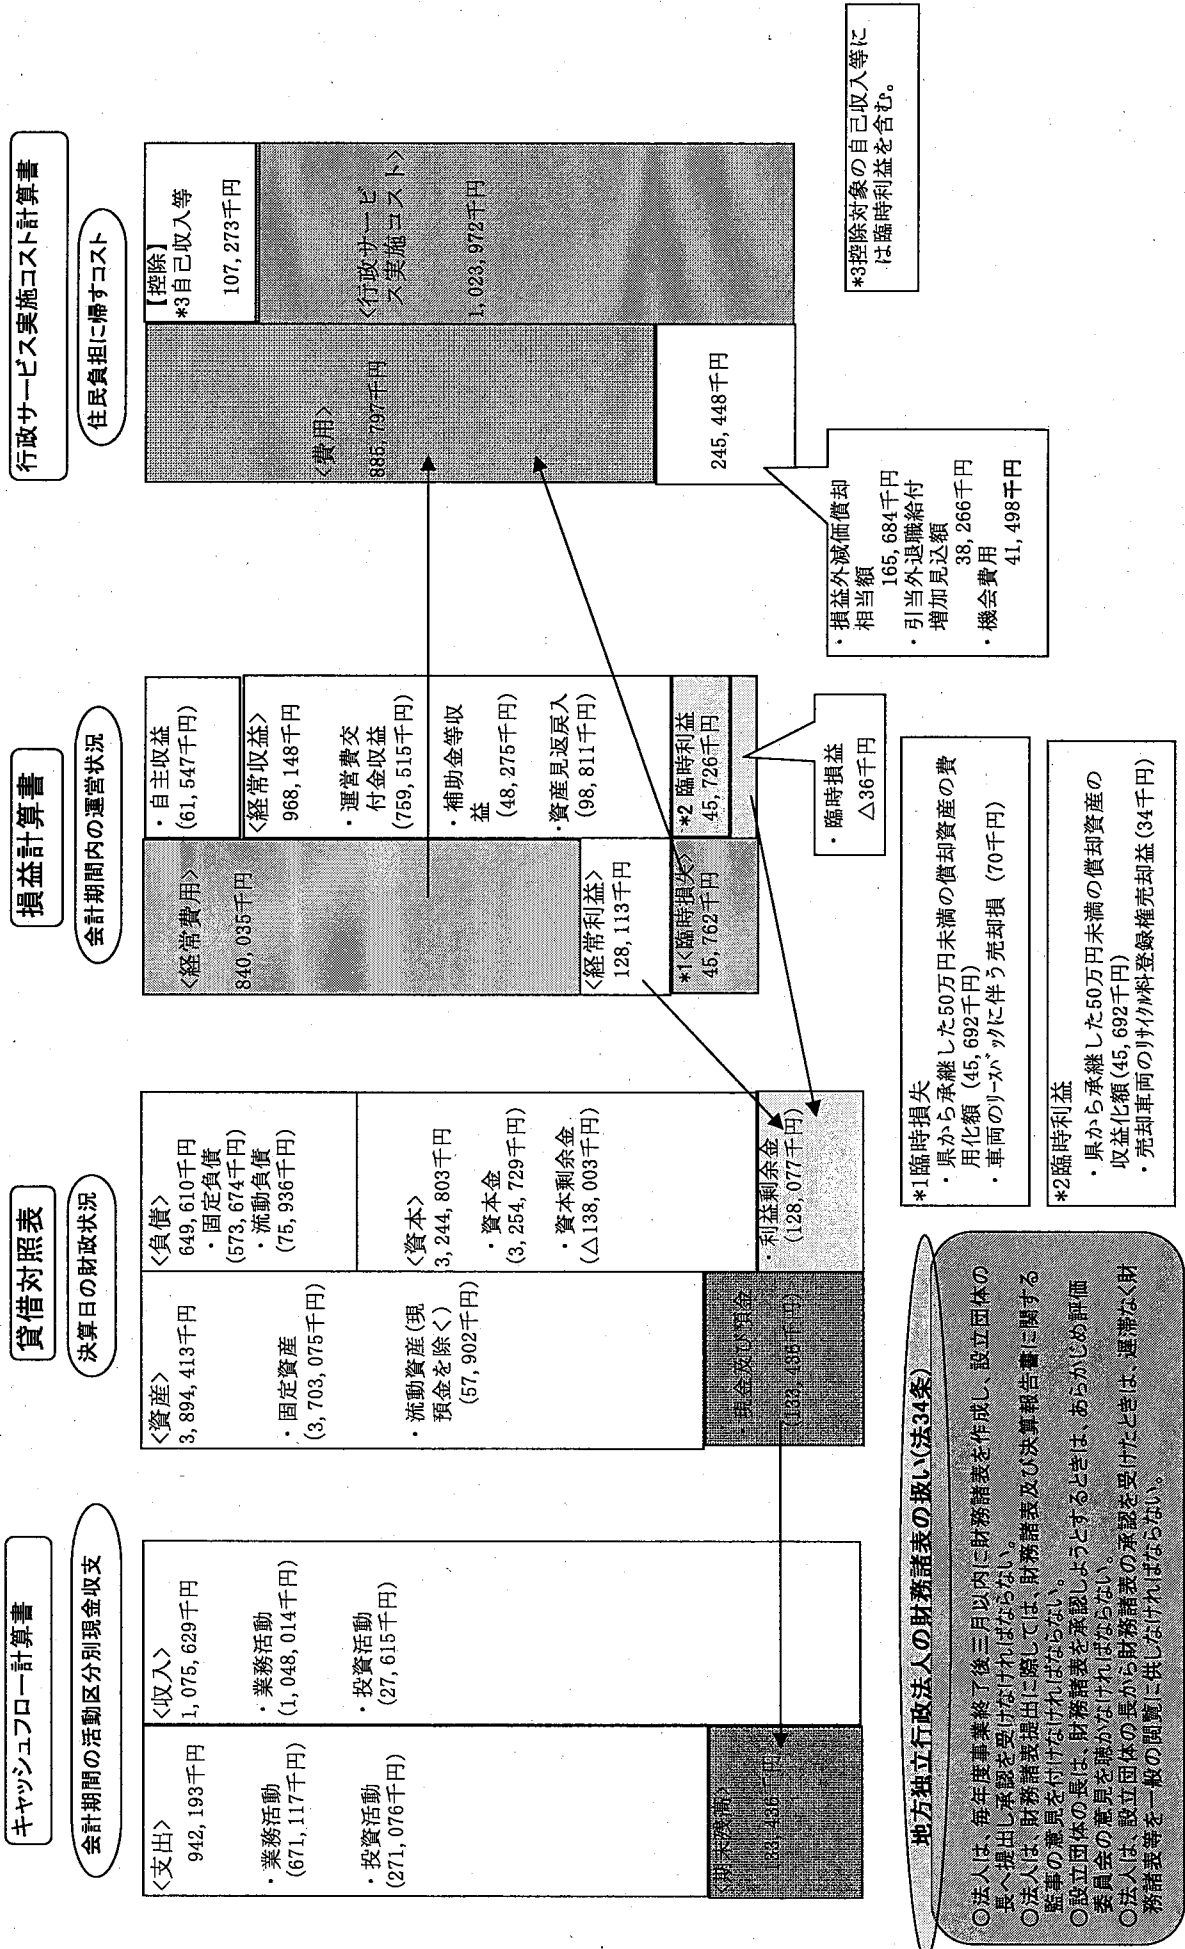 キャッシュフロー計算書
会計期間の活動区分別現金収支
<支出>
942,193千円
・業務活動
(671,117千円)
・投資活動
(271,076千円)
<期末残高>
133,436千円
<収入>
1,075,629千円
・業務活動
(1,048,014千円)
・投資活動
(27,615千円)
貸借対照表
決算日の財政状況
<資産>
3,894,413千円
・固定資産
(3,703,075千円)
・流動資産(現
預金を除く)
(57,902千円)
・現金及び預金
(133,436千円)
<負債>
649,610千円
・固定負債
(573,674千円)
・流動負債
(75,936千円)
<資本>
3,244,803千円
・資本金
(3,254,729千円)
・資本剰余金
(△138,003千円)
・利益剰余金
(128,077千円)
損益計算書
会計期間内の運営状況
<経常費用>
840,035千円
<経常利益>
128,113千円
*1<臨時損失>
45,762千円
・自主収益
(61,547千円)
<経常収益>
968,148千円
・運営費交
付金収益
(759,515千円)
・補助金等収
益
(48,275千円)
・資産見返戻入
(98,811千円)
*2 臨時利益
45,726千円
・臨時損益
△36千円
行政サービス実施コスト計算書
住民負担に帰すコスト
<費用>
885,797千円
245,448千円
【控除】
*3自己収入等
107,273千円
<行政サービ
ス実施コスト>
1,023,972千円
・損益外減価償却
相当額
165,684千円
・引当外退職給付
増加見込額
38,266千円
・機会費用
41,498千円
*3控除対象の自己収入等に
は臨時利益を含む。
*1臨時損失
・県から承継した50万円未満の償却資産の費
用化額 (45,692千円)
・車両のリースバックに伴う売却損 (70千円)
*2臨時利益
・県から承継した50万円未満の償却資産の
収益化額(45,692千円)
・売却車両のリサイクル料登録権売却益(34千円)
地方独立行政法人の財務諸表の扱い(法34条)
○法人は、毎年度事業終了後三月以内に財務諸表を作成し、設立団体の
長へ提出し承認を受けなければならない。
○法人は、財務諸表提出に際しては、財務諸表及び決算報告書に関する
監事の意見を付けなければならない。
○設立団体の長は、財務諸表を承認しようとするときは、あらかじめ評価
委員会の意見を聴かなければならない。
○法人は、設立団体の長から財務諸表の承認を受けたときは、遅滞なく財
務諸表等を一般の閲覧に供しなければならない。